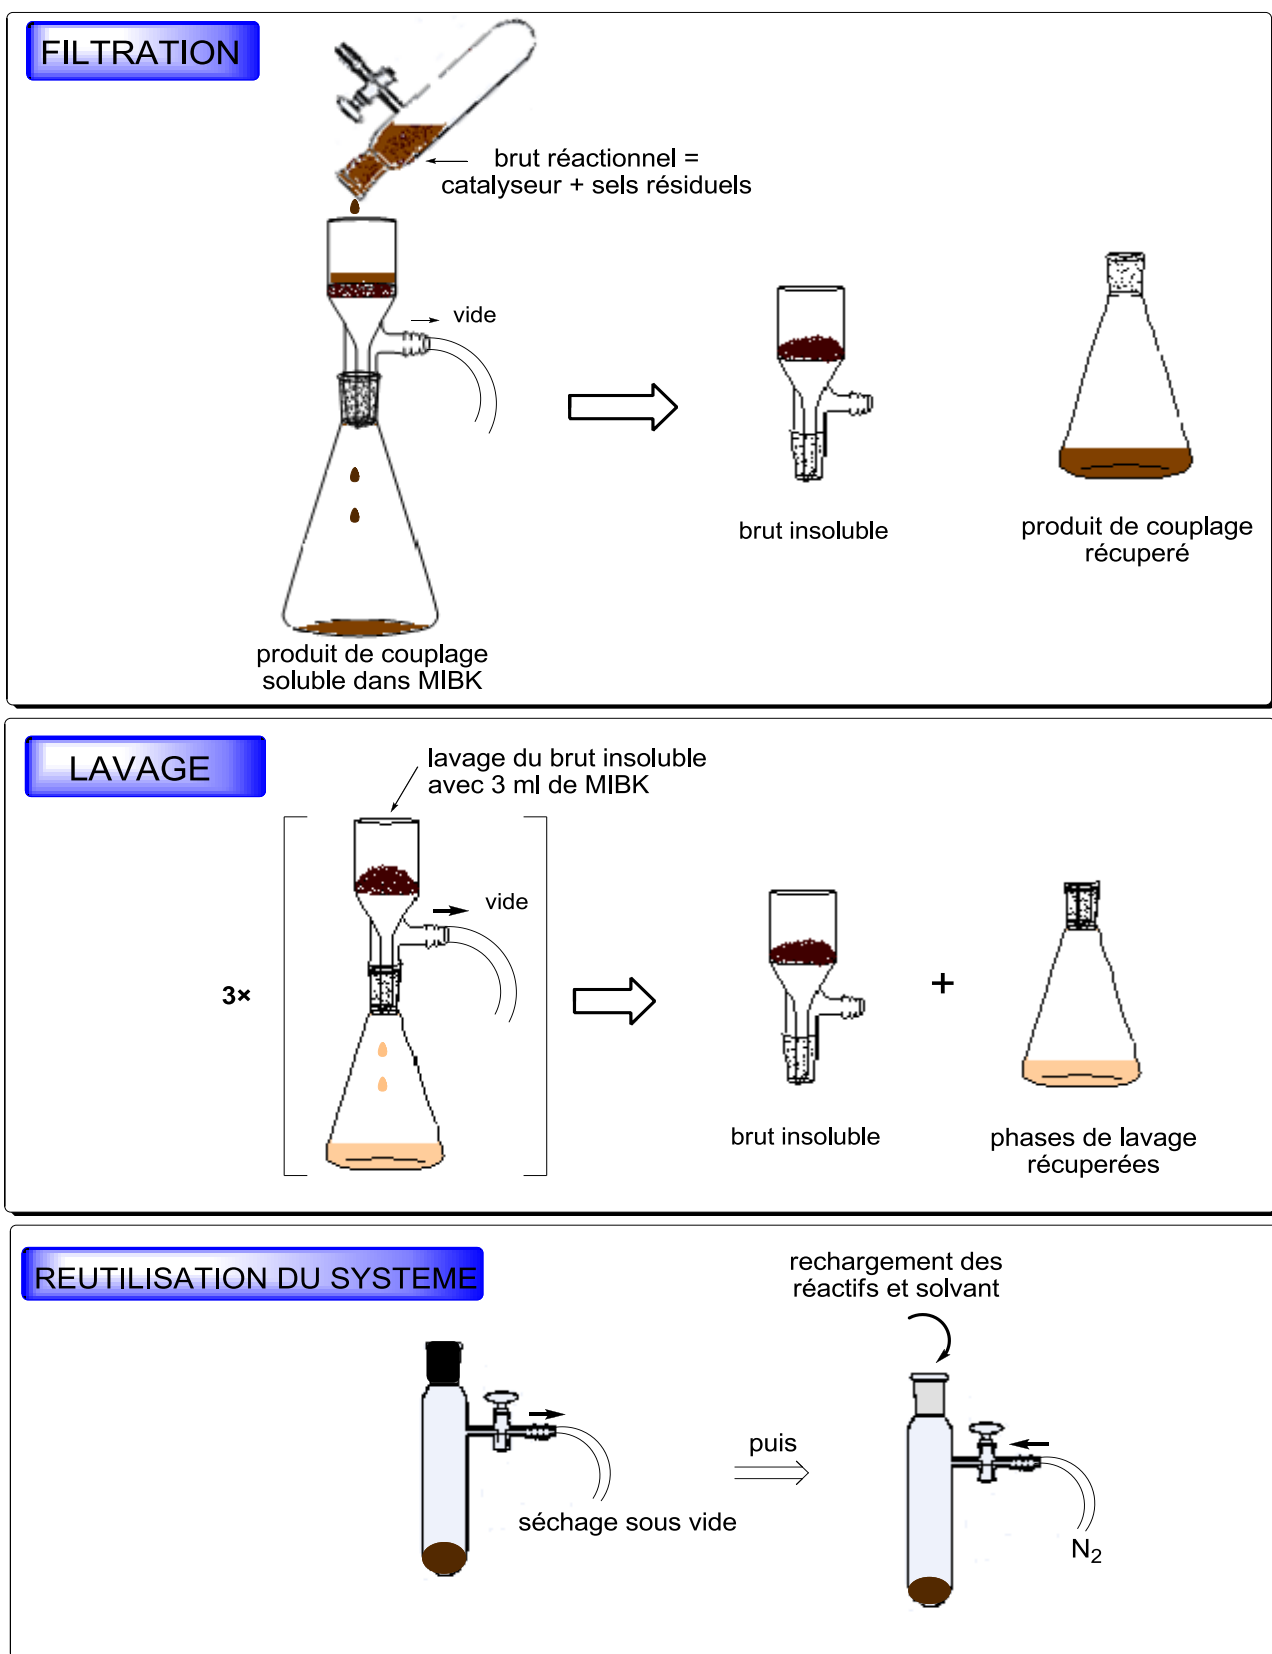 FILTRATION
brut réactionnel =
catalyseur + sels résiduels
vide
brut insoluble
produit de couplage
récuperé
produit de couplage
soluble dans MIBK
LAVAGE
lavage du brut insoluble
avec 3 ml de MIBK
vide
3×
+
brut insoluble
phases de lavage
récuperées
REUTILISATION DU SYSTEME
rechargement des
réactifs et solvant
puis
séchage sous vide
N₂